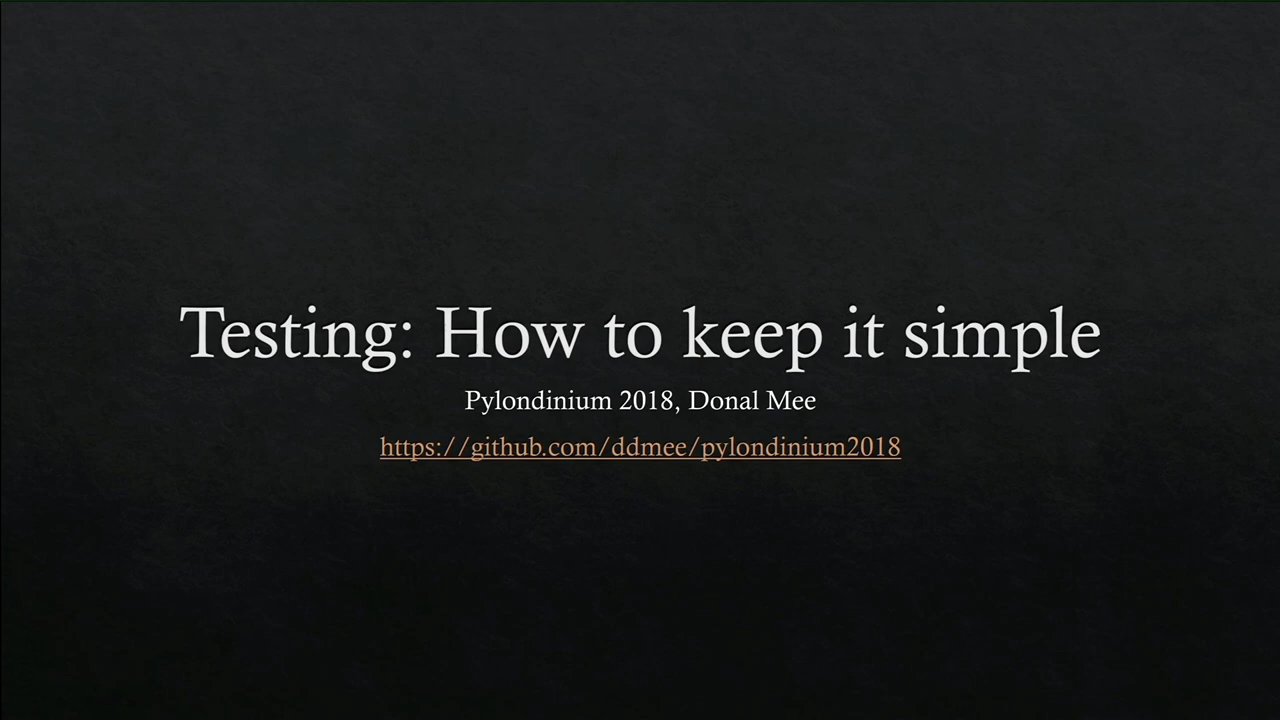 Testing: How to keep it simple
Pylondinium 2018, Donal Mee
https://github.com/ddmee/pylondinium2018